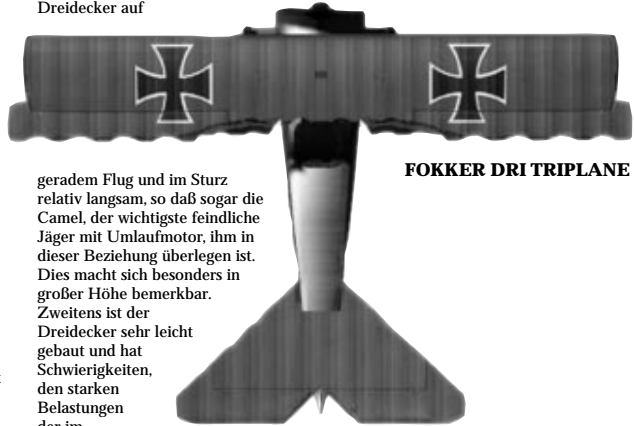 Dreidecker auf
FOKKER DRI TRIPLANE
geradem Flug und im Sturz
relativ langsam, so daß sogar die
Camel, der wichtigste feindliche
Jäger mit Umlaufmotor, ihm in
dieser Beziehung überlegen ist.
Dies macht sich besonders in
großer Höhe bemerkbar.
Zweitens ist der
Dreidecker sehr leicht
gebaut und hat
Schwierigkeiten,
den starken
Belastungen
der im